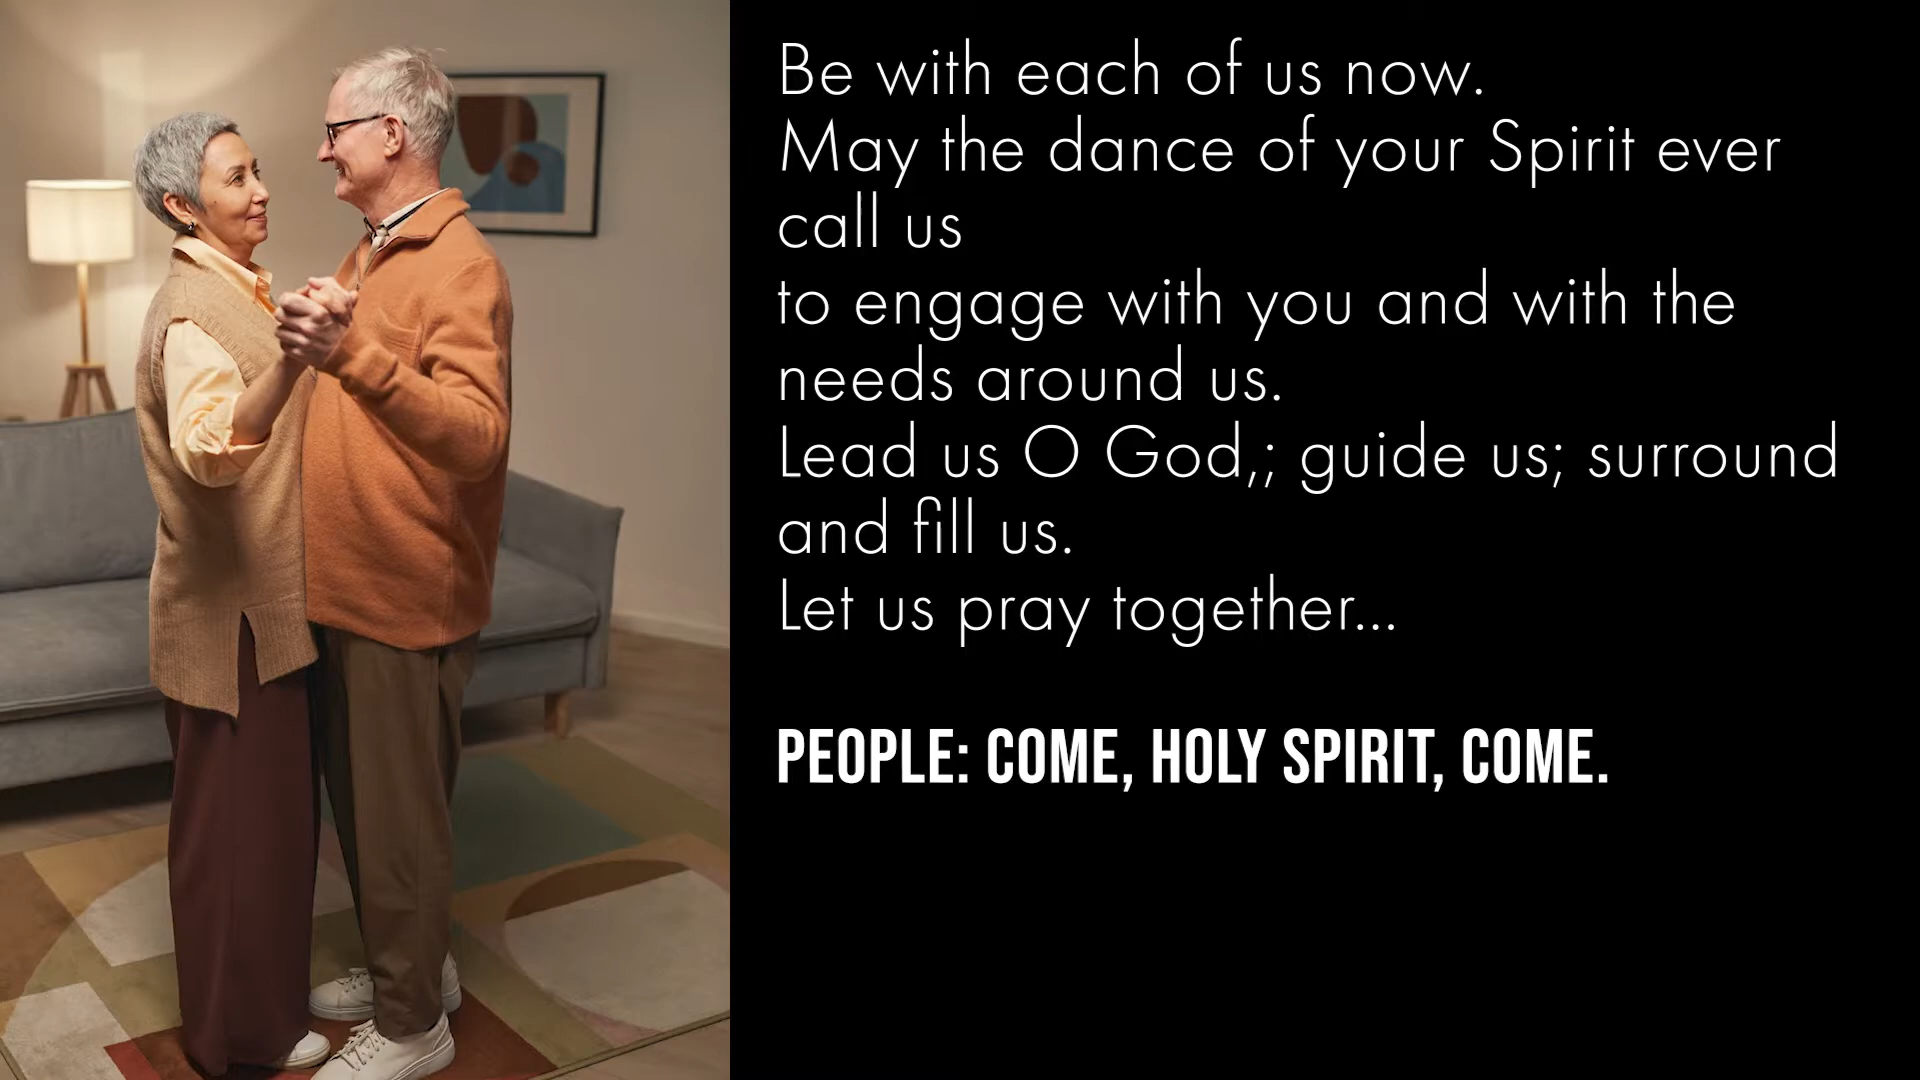 Be with each of us now.
May the dance of your Spirit ever
call us
to engage with you and with the
needs around us.
Lead us O God,; guide us; surround
and fill us.
Let us pray together...
PEOPLE: COME, HOLY SPIRIT, COME.